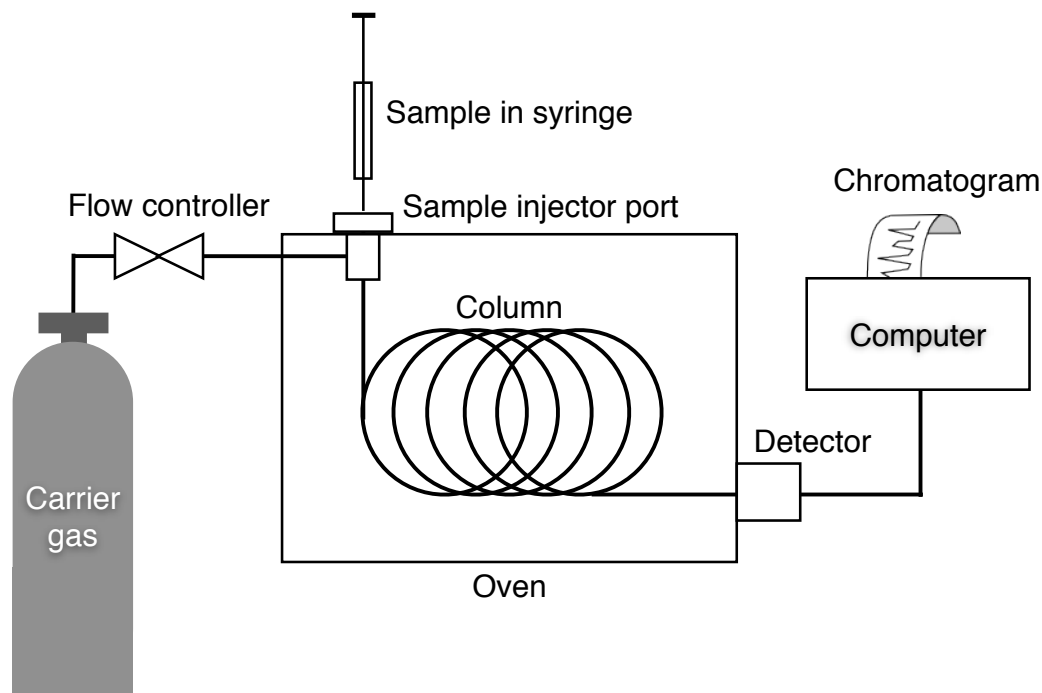 Sample in syringe
Chromatogram
Flow controller
Sample injector port
Column
Computer
Detector
Carrier
gas
Oven